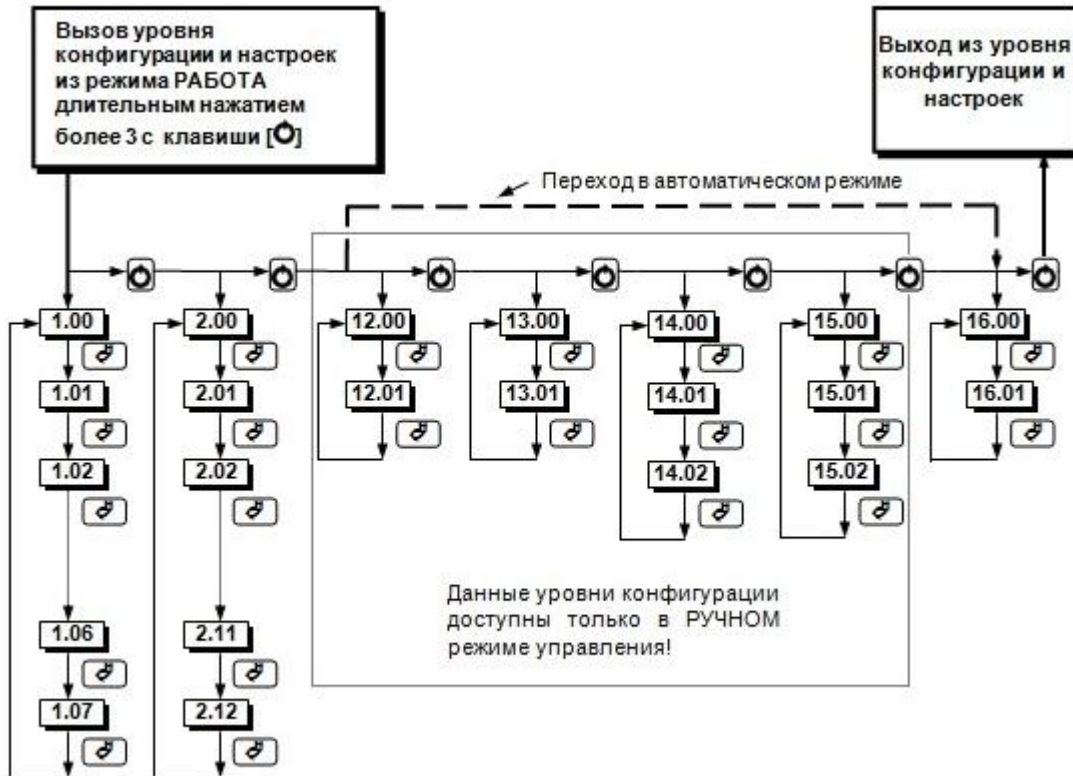 Вызов уровня
конфигурации и настроек
из режима РАБОТА
длительным нажатием
более 3 с клавиши []
Выход из уровня
конфигурации и
настроек
Переход в автоматическом режиме
1.00
2.00
12.00
13.00
14.00
15.00
16.00
1.01
2.01
12.01
13.01
14.01
15.01
16.01
1.02
2.02
14.02
15.02
Данные уровни конфигурации
доступны только в РУЧНОМ
режиме управления!
1.06
2.11
1.07
2.12